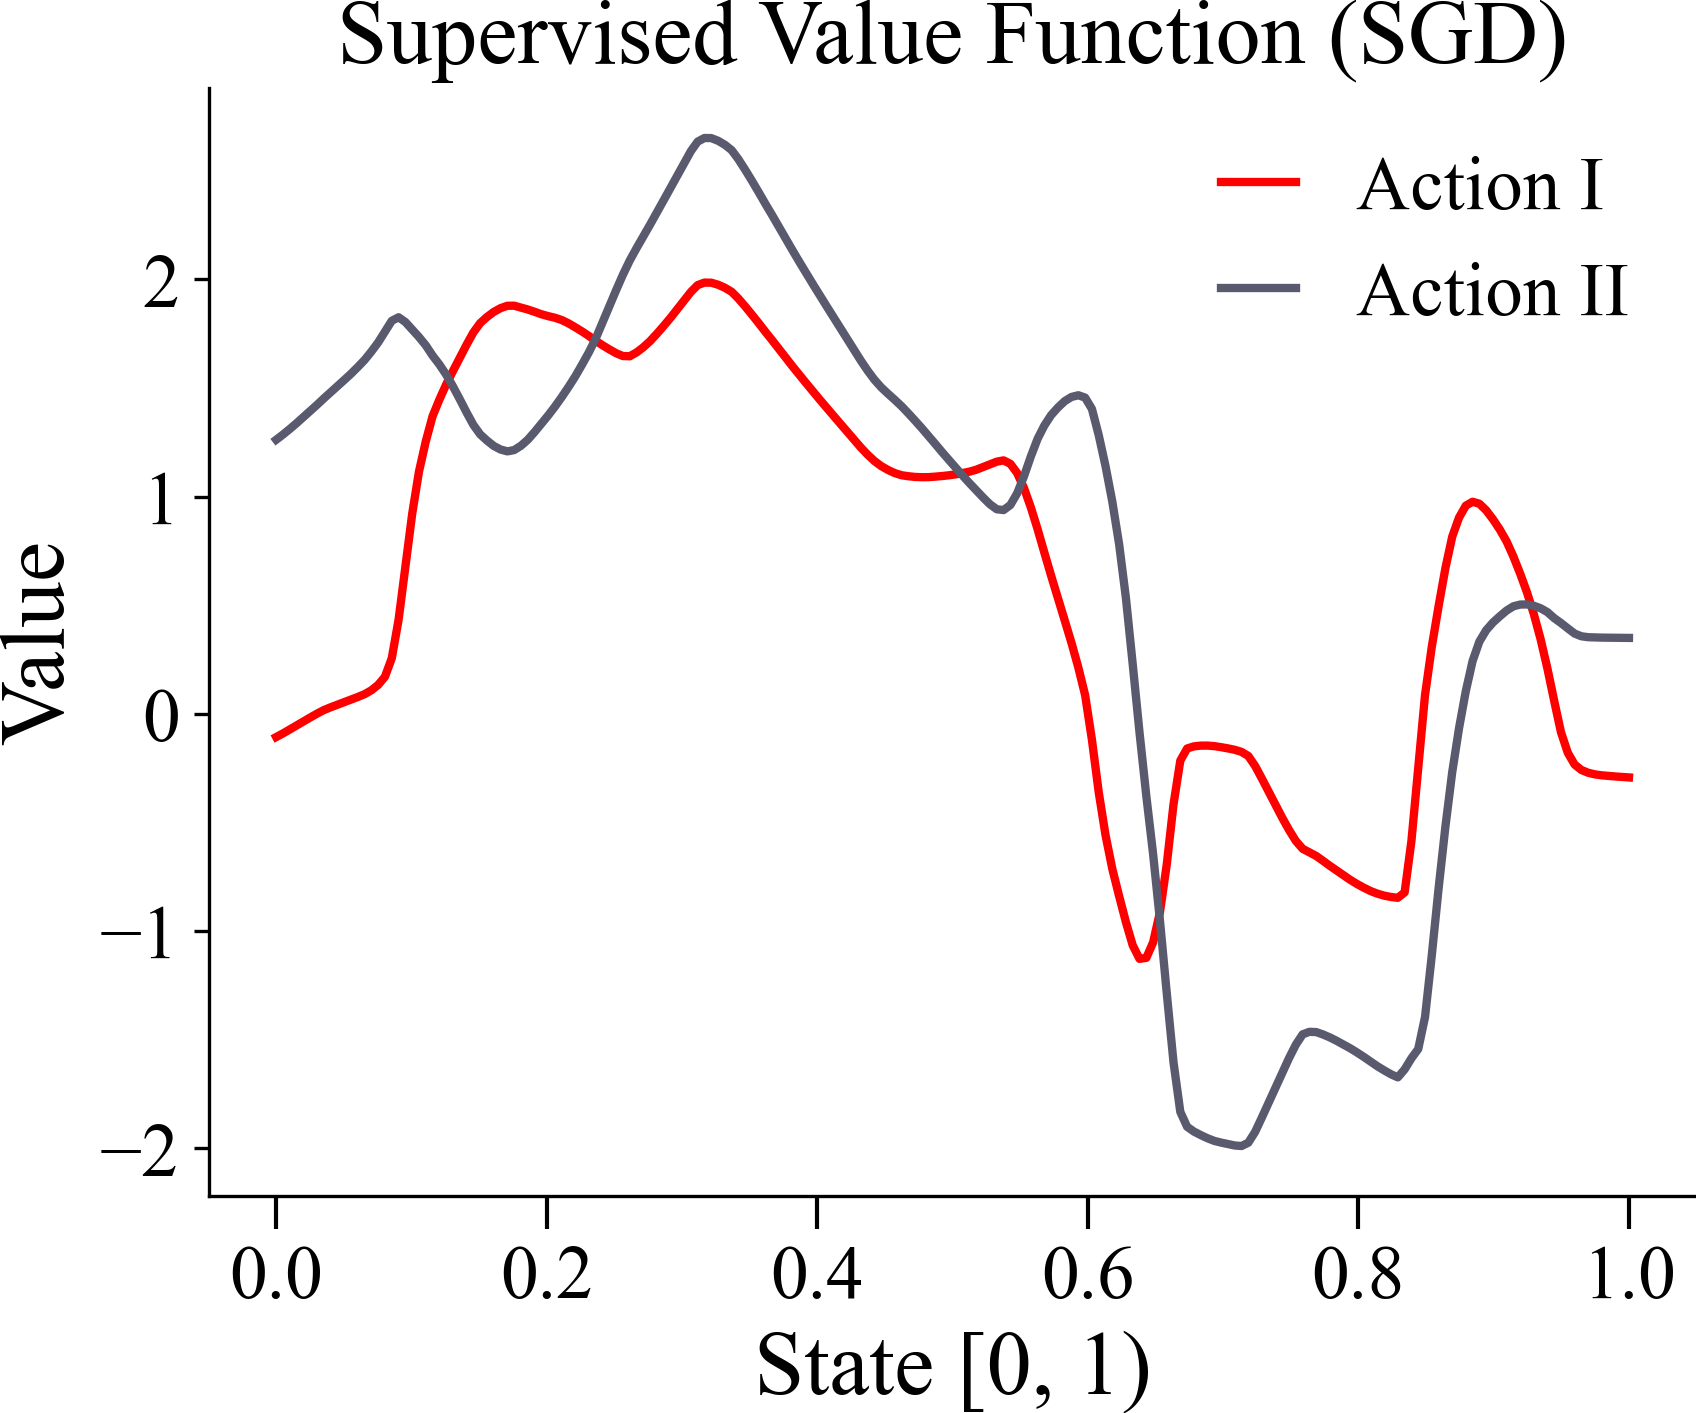 Supervised Value Function (SGD)
Action I
Action II
Value
2
1
0
−1
−2
0.0 0.2 0.4 0.6 0.8 1.0
State [0, 1)